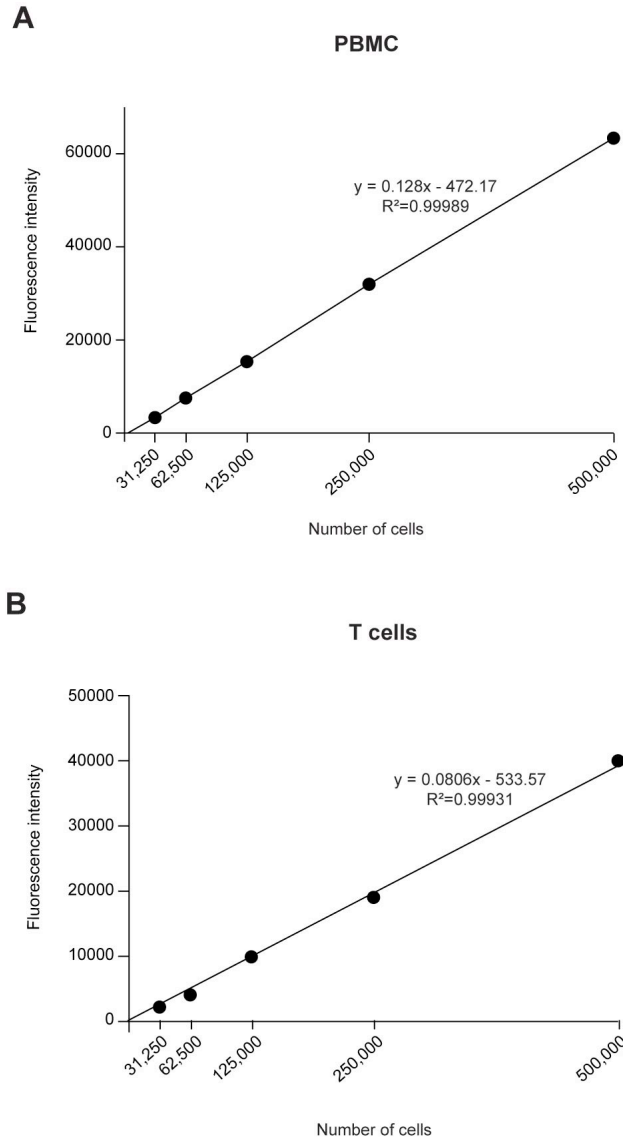 A
PBMC
Fluorescence intensity
60000
40000
20000
0
y = 0.128x - 472.17
R²=0.99989
31,250
62,500
125,000
250,000
500,000
Number of cells
B
T cells
Fluorescence intensity
50000
40000
30000
20000
10000
0
y = 0.0806x - 533.57
R²=0.99931
31,250
62,500
125,000
250,000
500,000
Number of cells